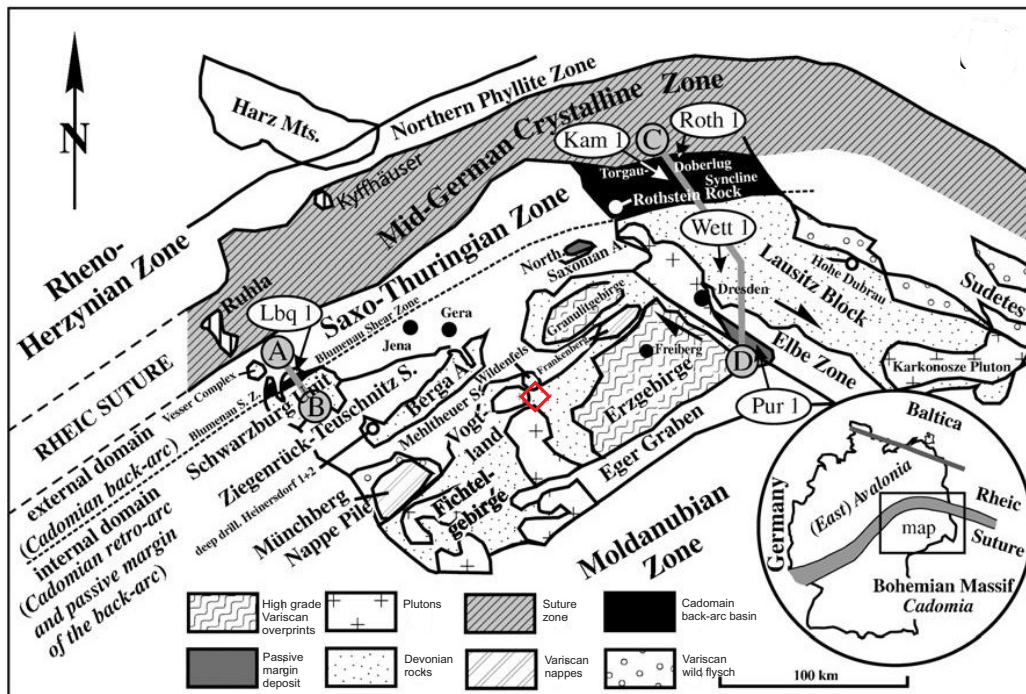 N
Harz Mts.
Northern Phyllite Zone
Kyffhäuser
Mid-German Crystalline Zone
Kam 1
C
Roth 1
Torgau-
Doberlug
Syncline
Rothstein Rock
Rheno-
Herzynian Zone
Saxo-Thuringian Zone
Ruhla
Lbq 1
Blumenau Shear Zone
Gera
Jena
North
Saxonian A.
Wett 1
Dresden
Lausitz Block
Hohe Dubrau
Sudetes
Granulitgebirge
Frankenberg
Wildenfels
Freiberg
Erzgebirge
Elbe Zone
Karkonosze Pluton
RHEIC SUTURE
Vesser Complex
A
B
D
Pur 1
Blumenau S. Z.
Schwarzburg Unit
Ziegenrück-Teuschnitz S.
Berga A.
Mehltheuer S.
Vogt-
land
Eger Graben
external domain
(Cadomian back-arc)
internal domain
(Cadomian retro-arc
and passive margin
of the back-arc)
deep drill. Heinersdorf 1+2
Münchberg
Nappe Pile
Fichtel-
gebirge
Moldanubian
Zone
Baltica
(East) Avalonia
Germany
Rheic
Suture
map
Bohemian Massif
Cadomia
High grade
Variscan
overprints
Plutons
Suture
zone
Cadomain
back-arc basin
Passive
margin
deposit
Devonian
rocks
Variscan
nappes
Variscan
wild flysch
100 km